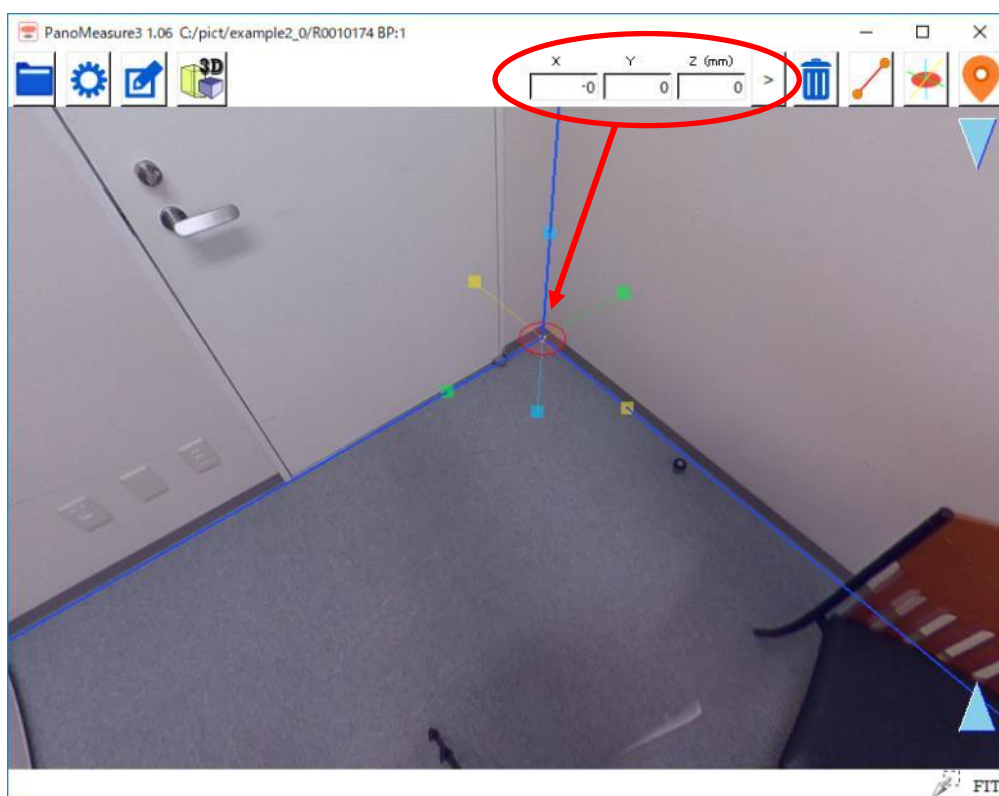 PanoMeasure3 1.06 C:/pict/example2_0/R0010174 BP:1
3D
X Y Z (mm)
-0 0 0 >
FIT